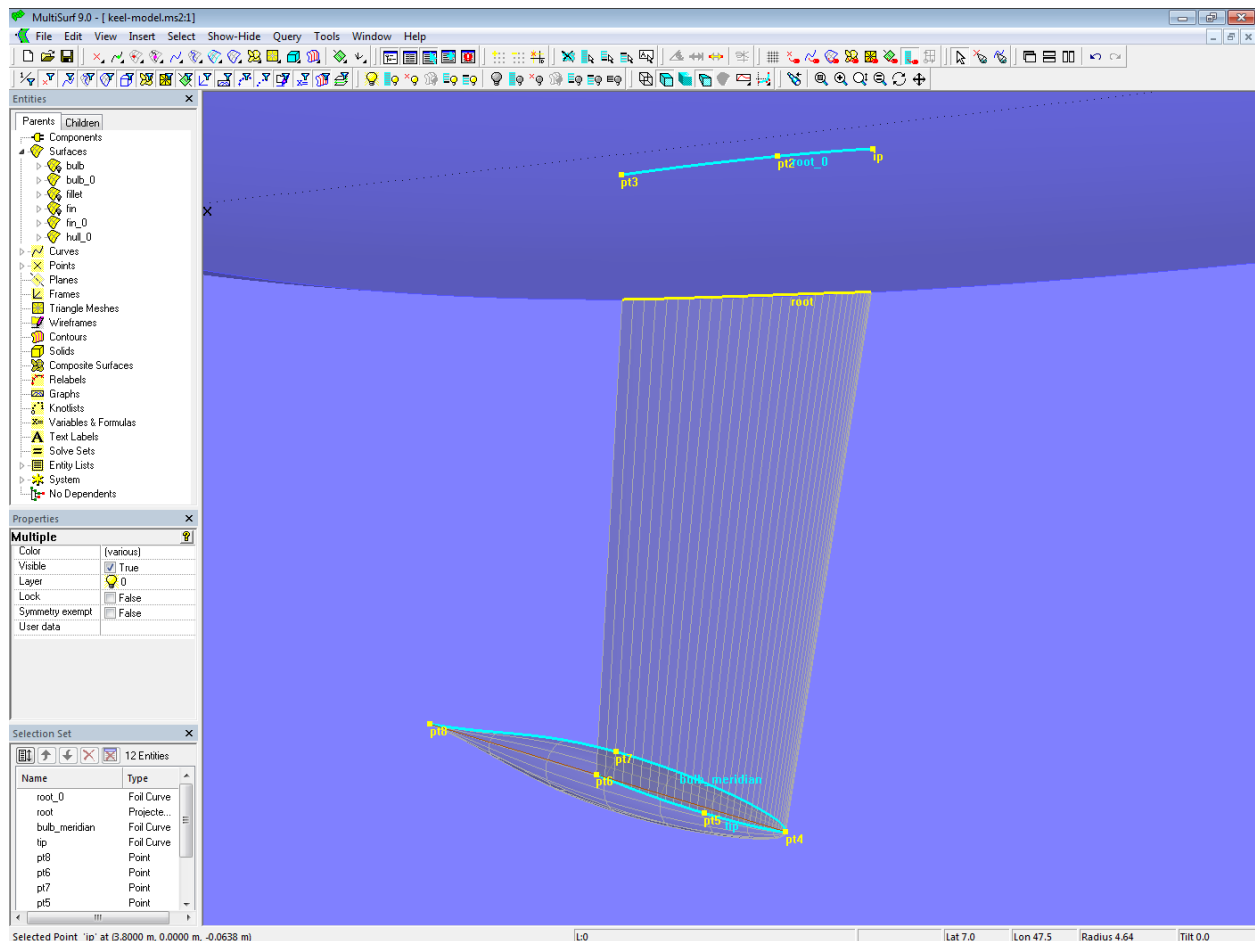 MultiSurf 9.0 - [ keel-model.ms2:1]
File Edit View Insert Select Show-Hide Query Tools Window Help
Entities
Parents Children
Components
Surfaces
bulb
bulb_0
fillet
fin
fin_0
hull_0
Curves
Points
Planes
Frames
Triangle Meshes
Wireframes
Contours
Solids
Composite Surfaces
Relabels
Graphs
Knotlists
Variables & Formulas
Text Labels
Solve Sets
Entity Lists
System
No Dependents
Properties
Multiple
Color (various)
Visible True
Layer 0
Lock False
Symmetry exempt False
User data
Selection Set
12 Entities
Name Type
root_0 Foil Curve
root Projecte...
bulb_meridian Foil Curve
tip Foil Curve
pt8 Point
pt6 Point
pt7 Point
pt5 Point
pt3
pt2
root_0
ip
root
pt8
pt7
bulb_meridian
pt6
pt5
tip
pt4
Selected Point 'ip' at (3.8000 m, 0.0000 m, -0.0638 m) L:0 Lat 7.0 Lon 47.5 Radius 4.64 Tilt 0.0